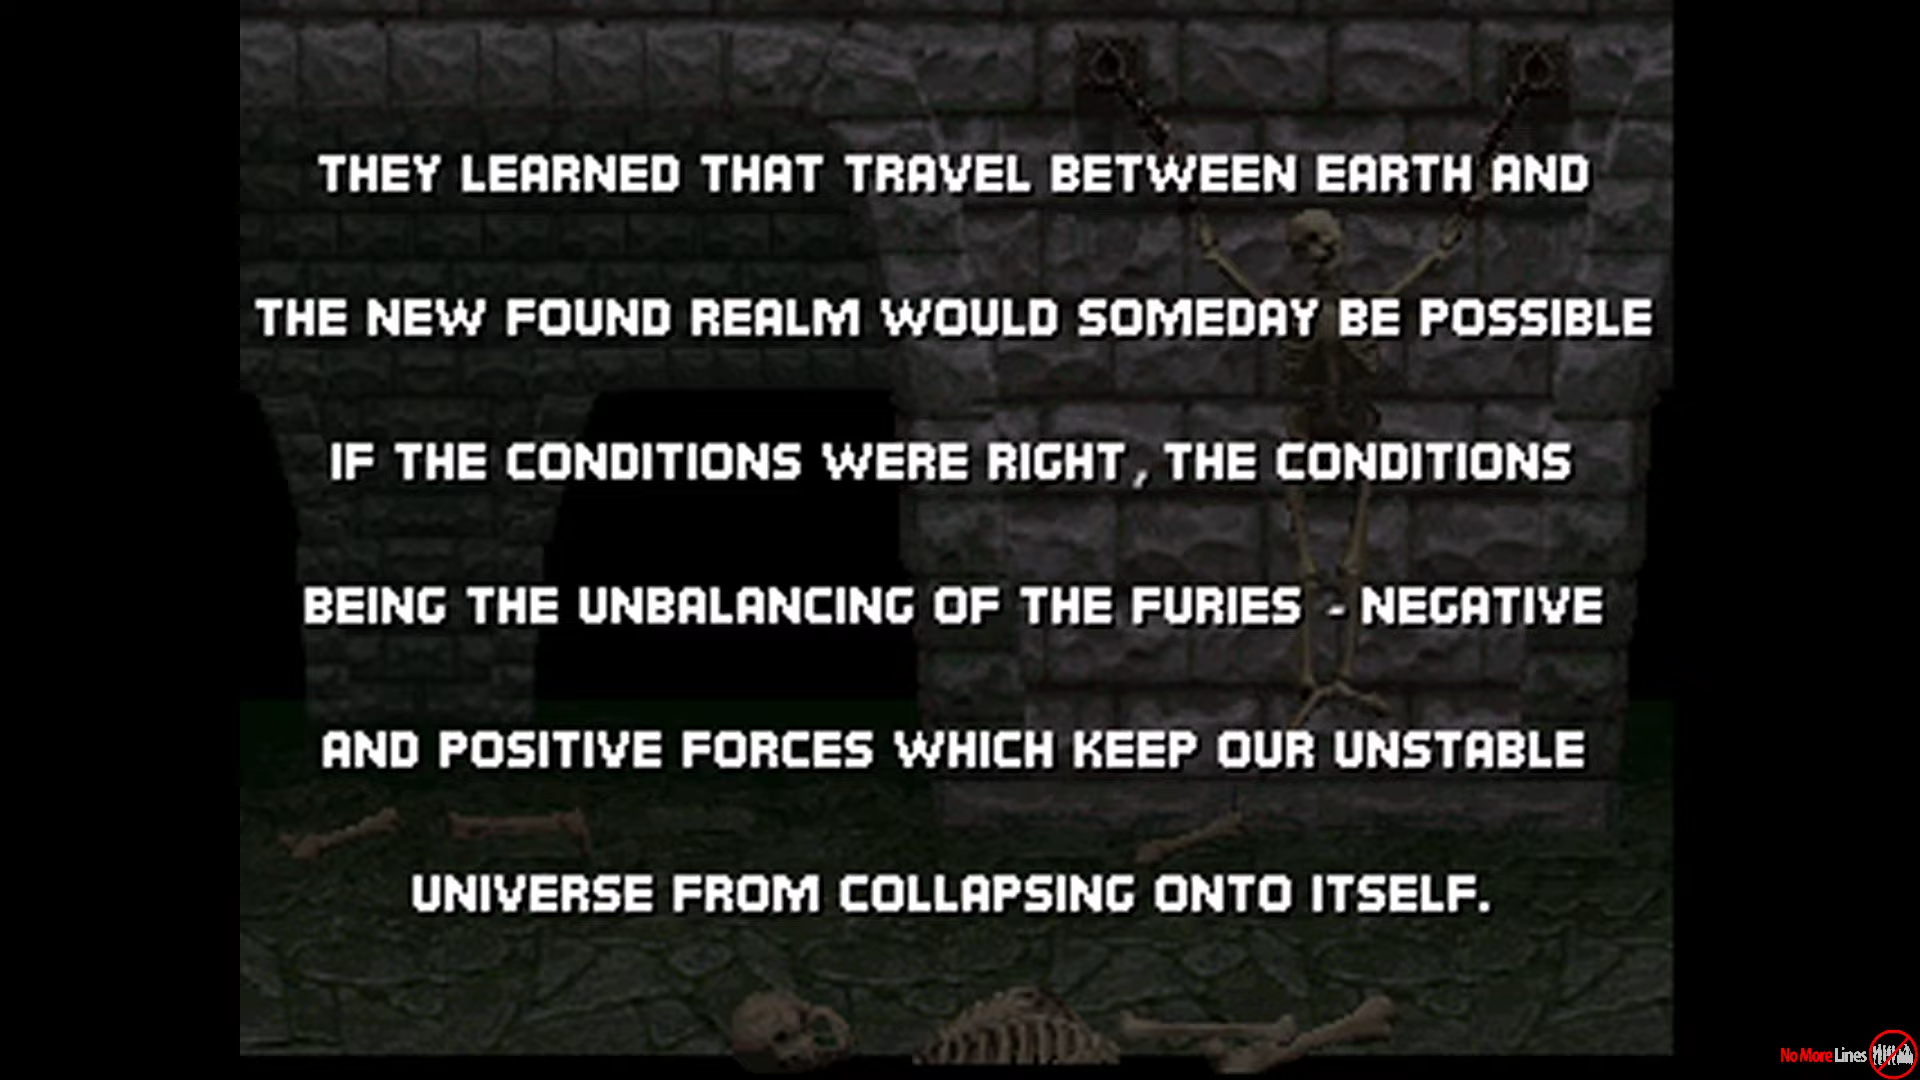 THEY LEARNED THAT TRAVEL BETWEEN EARTH AND
THE NEW FOUND REALM WOULD SOMEDAY BE POSSIBLE
IF THE CONDITIONS WERE RIGHT, THE CONDITIONS
BEING THE UNBALANCING OF THE FURIES - NEGATIVE
AND POSITIVE FORCES WHICH KEEP OUR UNSTABLE
UNIVERSE FROM COLLAPSING ONTO ITSELF.
No More Lines